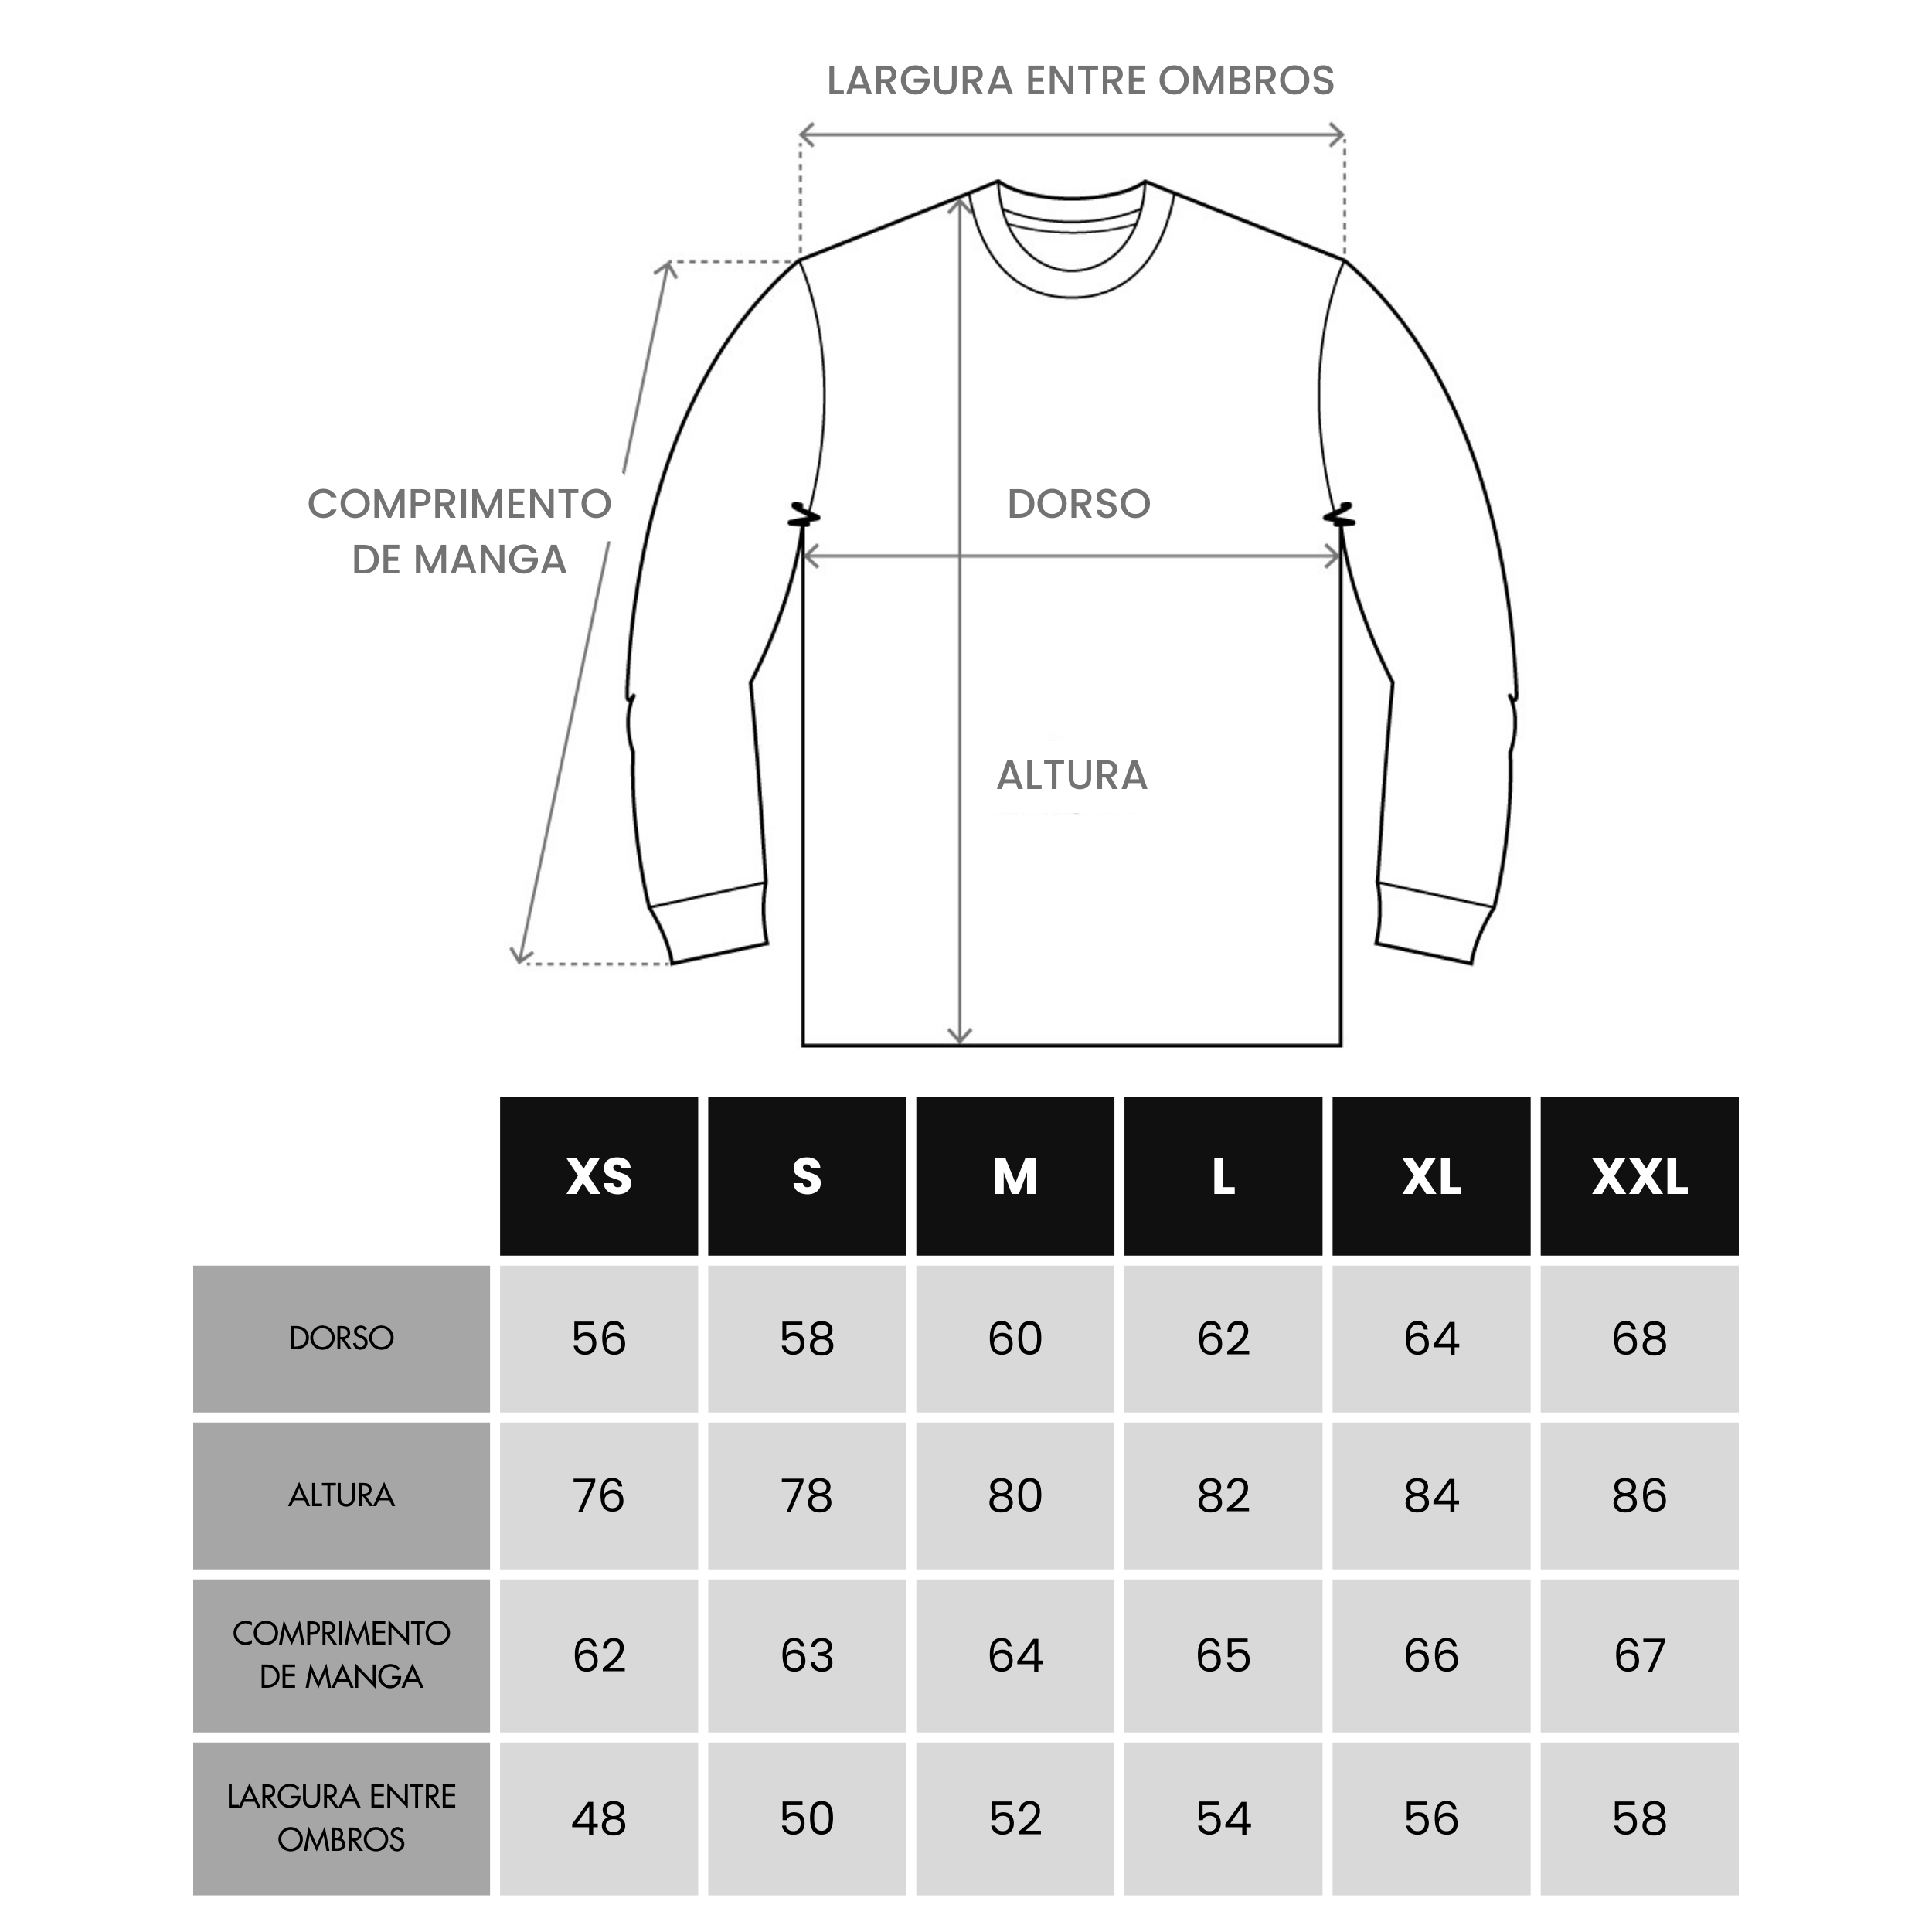 LARGURA ENTRE OMBROS
COMPRIMENTO
DE MANGA
DORSO
ALTURA
XS S M L XL XXL
DORSO 56 58 60 62 64 68
ALTURA 76 78 80 82 84 86
COMPRIMENTO
DE MANGA 62 63 64 65 66 67
LARGURA ENTRE
OMBROS 48 50 52 54 56 58